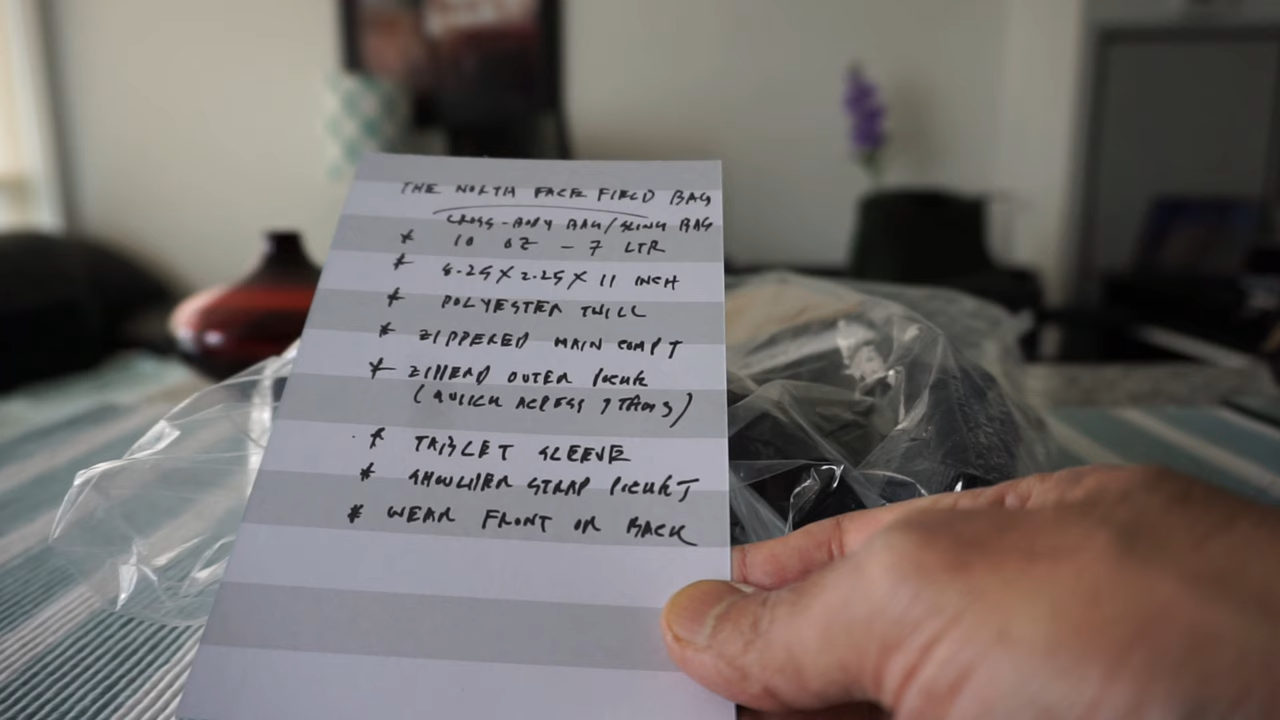 THE NORTH FACE FIELD BAG
CROSS-BODY BAG/SLING BAG
* 10 OZ - 7 LTR
* 8.25 X 2.25 X 11 INCH
* POLYESTER TWILL
* ZIPPERED MAIN COMPT
* ZIPPERD OUTER POCKET
(QUICK ACCESS ITEMS)
* TABLET SLEEVE
* SHOULDER STRAP POCKET
* WEAR FRONT OR BACK